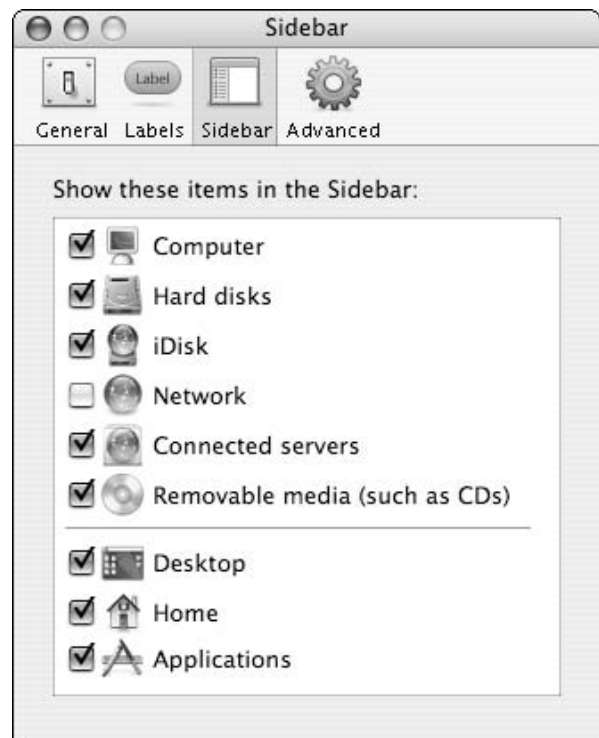 Sidebar
Label
General Labels Sidebar Advanced
Show these items in the Sidebar:
Computer
Hard disks
iDisk
Network
Connected servers
Removable media (such as CDs)
Desktop
Home
Applications